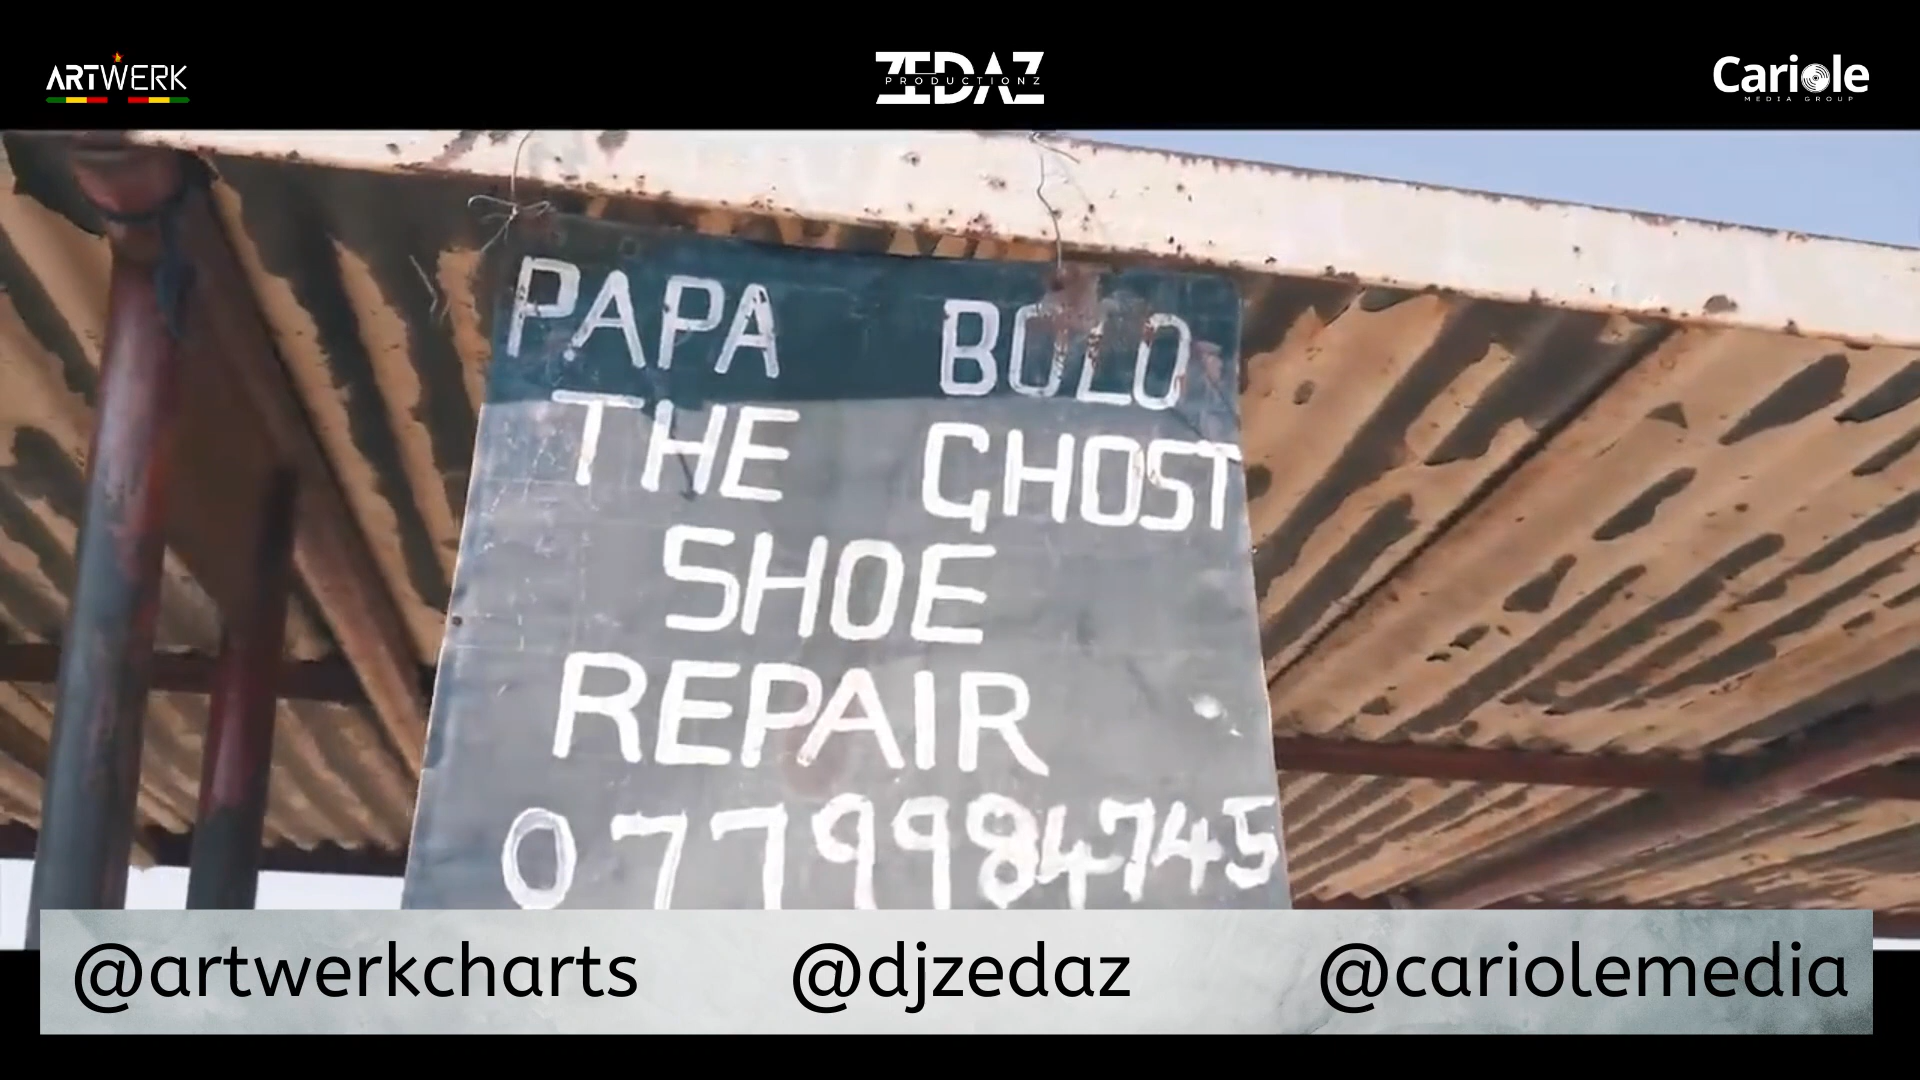 ARTWERK
ZEDAZ
PRODUCTIONZ
Cariole
MEDIA GROUP
PAPA BOLO
THE GHOST
SHOE
REPAIR
0779984745
@artwerkcharts @djzedaz @cariolemedia